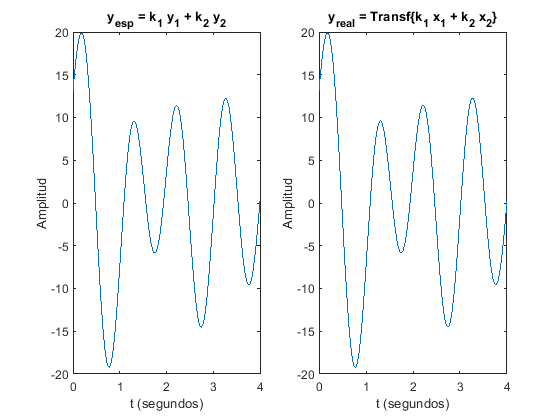 y_esp = k_1 y_1 + k_2 y_2
20
15
10
5
0
-5
-10
-15
-20
Amplitud
0 1 2 3 4
t (segundos)
y_real = Transf{k_1 x_1 + k_2 x_2}
20
15
10
5
0
-5
-10
-15
-20
Amplitud
0 1 2 3 4
t (segundos)